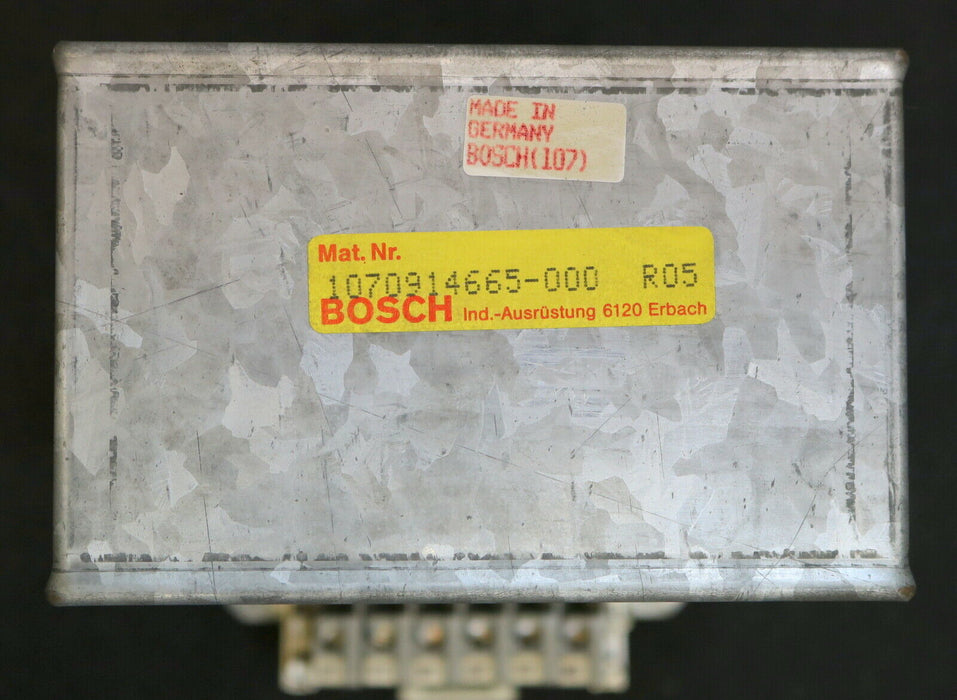 MADE IN
GERMANY
BOSCH(107)
Mat. Nr.
1070914665-000 R05
BOSCH Ind.-Ausrüstung 6120 Erbach